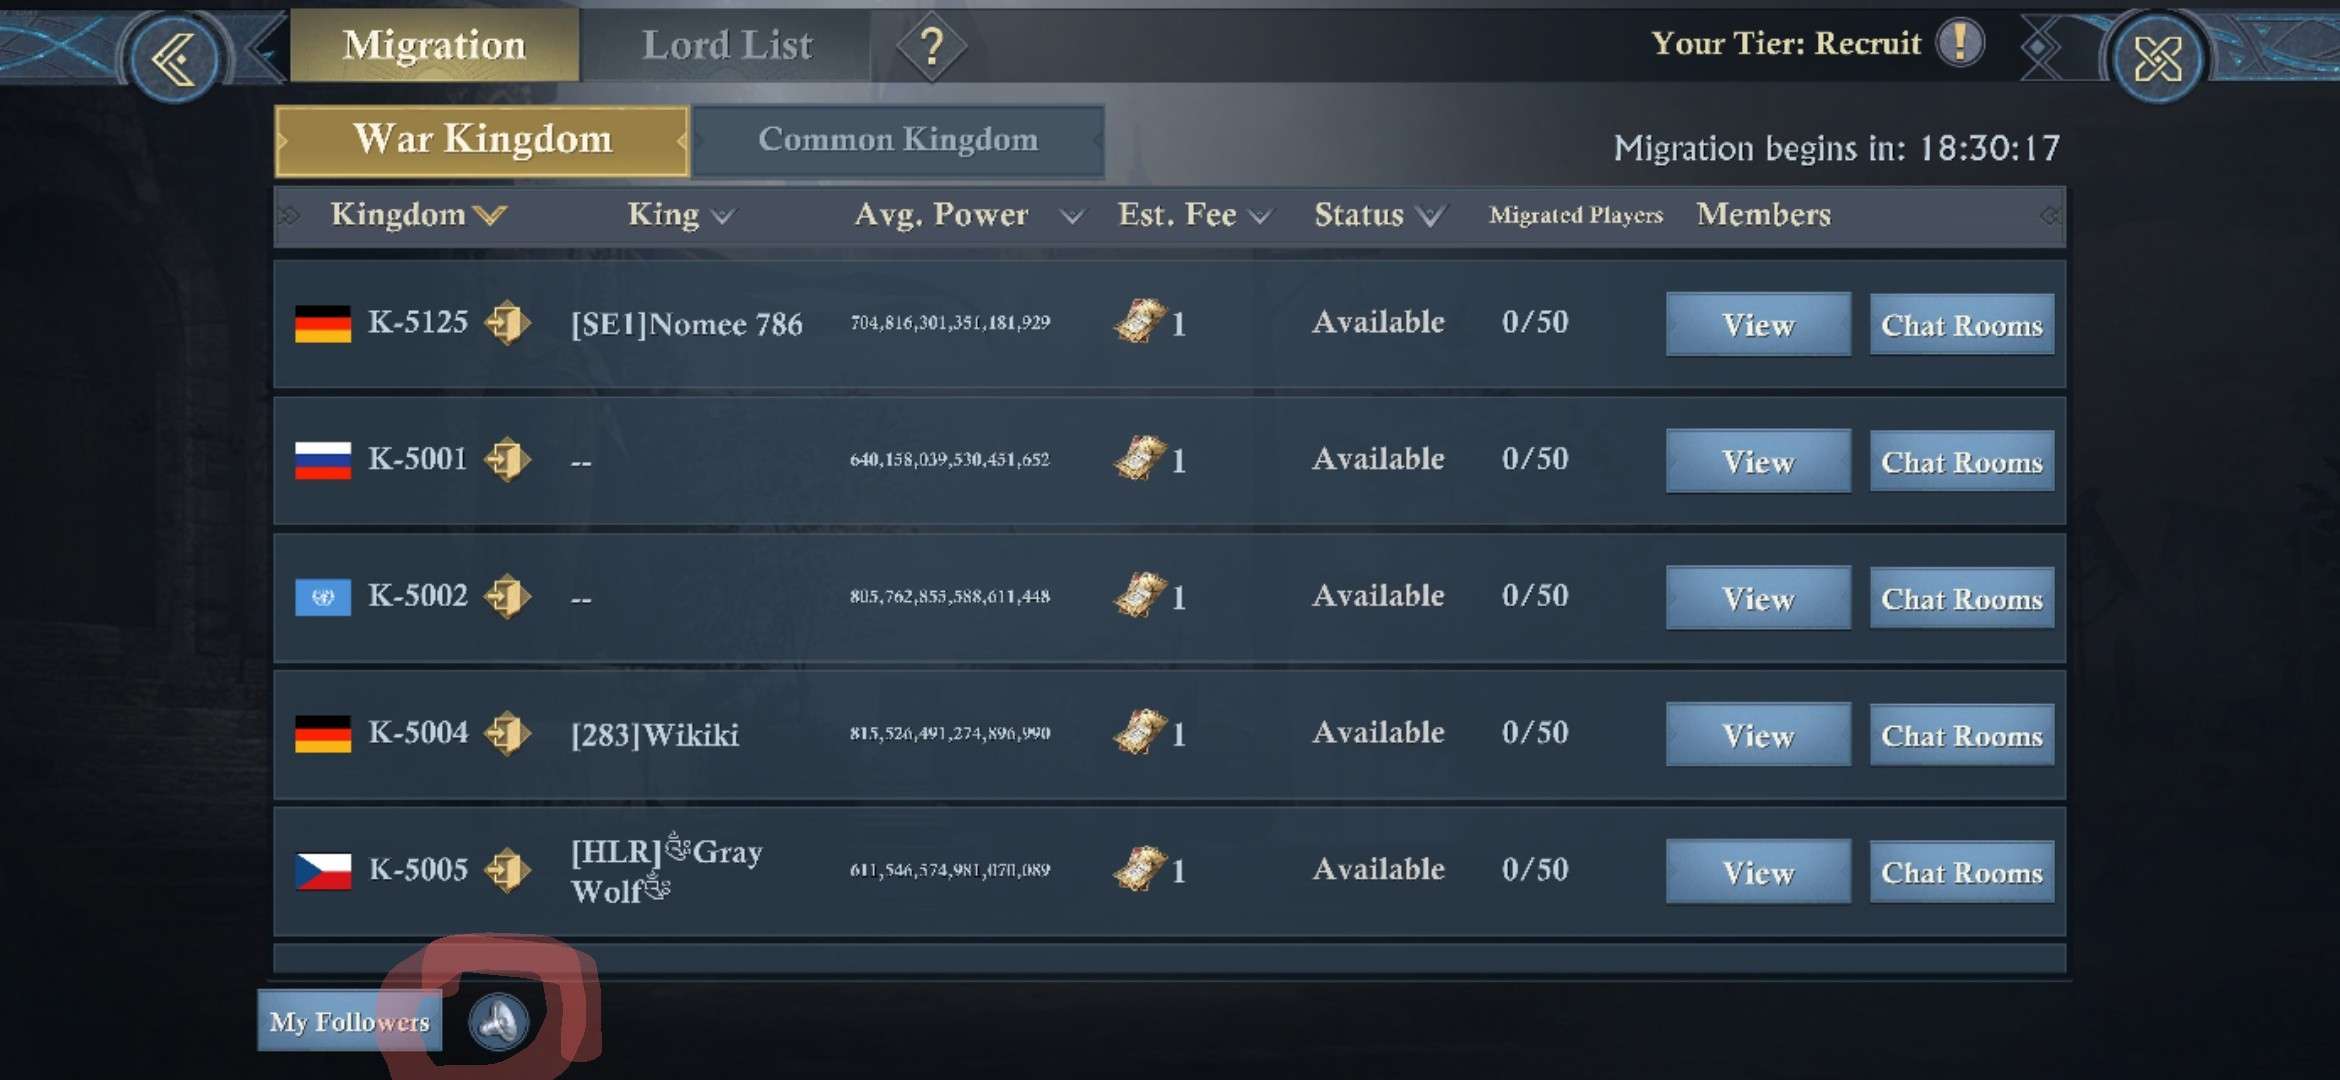 Migration Lord List ? Your Tier: Recruit !
War Kingdom Common Kingdom Migration begins in: 18:30:17
Kingdom King Avg. Power Est. Fee Status Migrated Players Members
K-5125 [SE1]Nomee 786 704,816,301,351,181,929 1 Available 0/50 View Chat Rooms
K-5001 -- 640,158,039,530,451,652 1 Available 0/50 View Chat Rooms
K-5002 -- 805,762,855,588,611,448 1 Available 0/50 View Chat Rooms
K-5004 [283]Wikiki 815,526,491,274,896,990 1 Available 0/50 View Chat Rooms
K-5005 [HLR]Gray 611,546,574,981,070,089 1 Available 0/50 View Chat Rooms
Wolf
My Followers